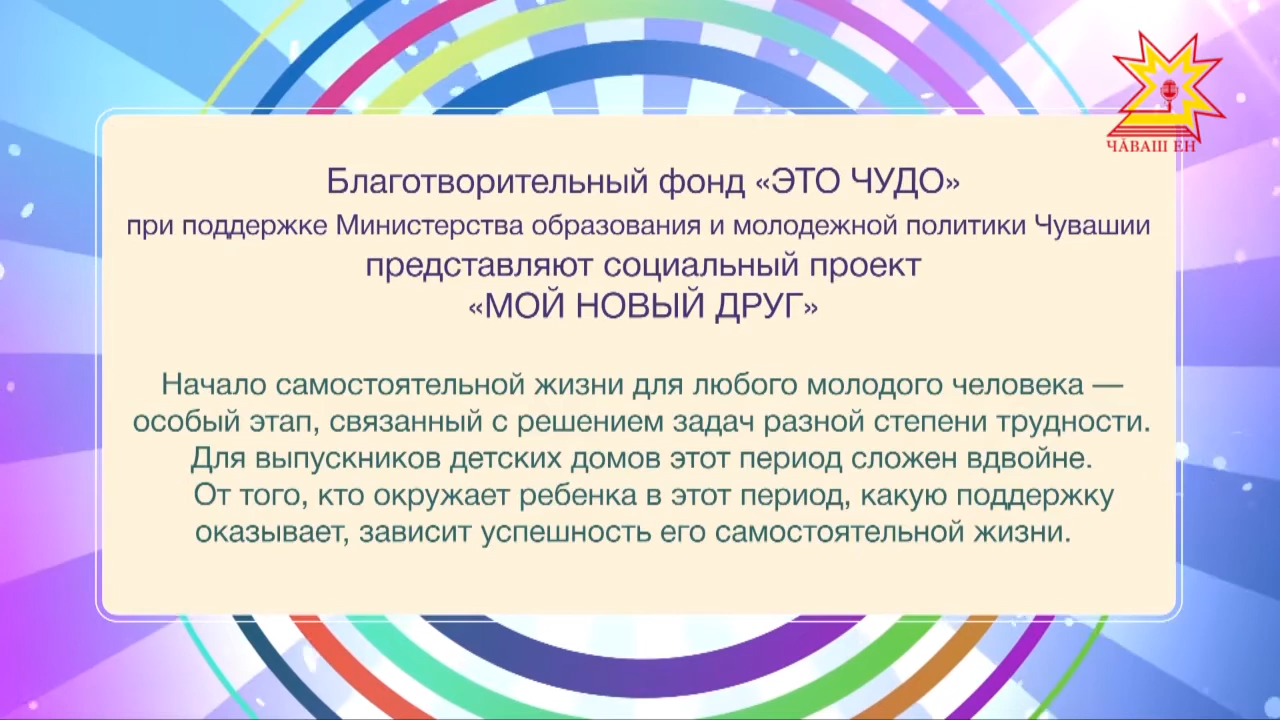 ЧӐВАШ ЕН
Благотворительный фонд «ЭТО ЧУДО»
при поддержке Министерства образования и молодежной политики Чувашии
представляют социальный проект
«МОЙ НОВЫЙ ДРУГ»
Начало самостоятельной жизни для любого молодого человека —
особый этап, связанный с решением задач разной степени трудности.
Для выпускников детских домов этот период сложен вдвойне.
От того, кто окружает ребенка в этот период, какую поддержку
оказывает, зависит успешность его самостоятельной жизни.